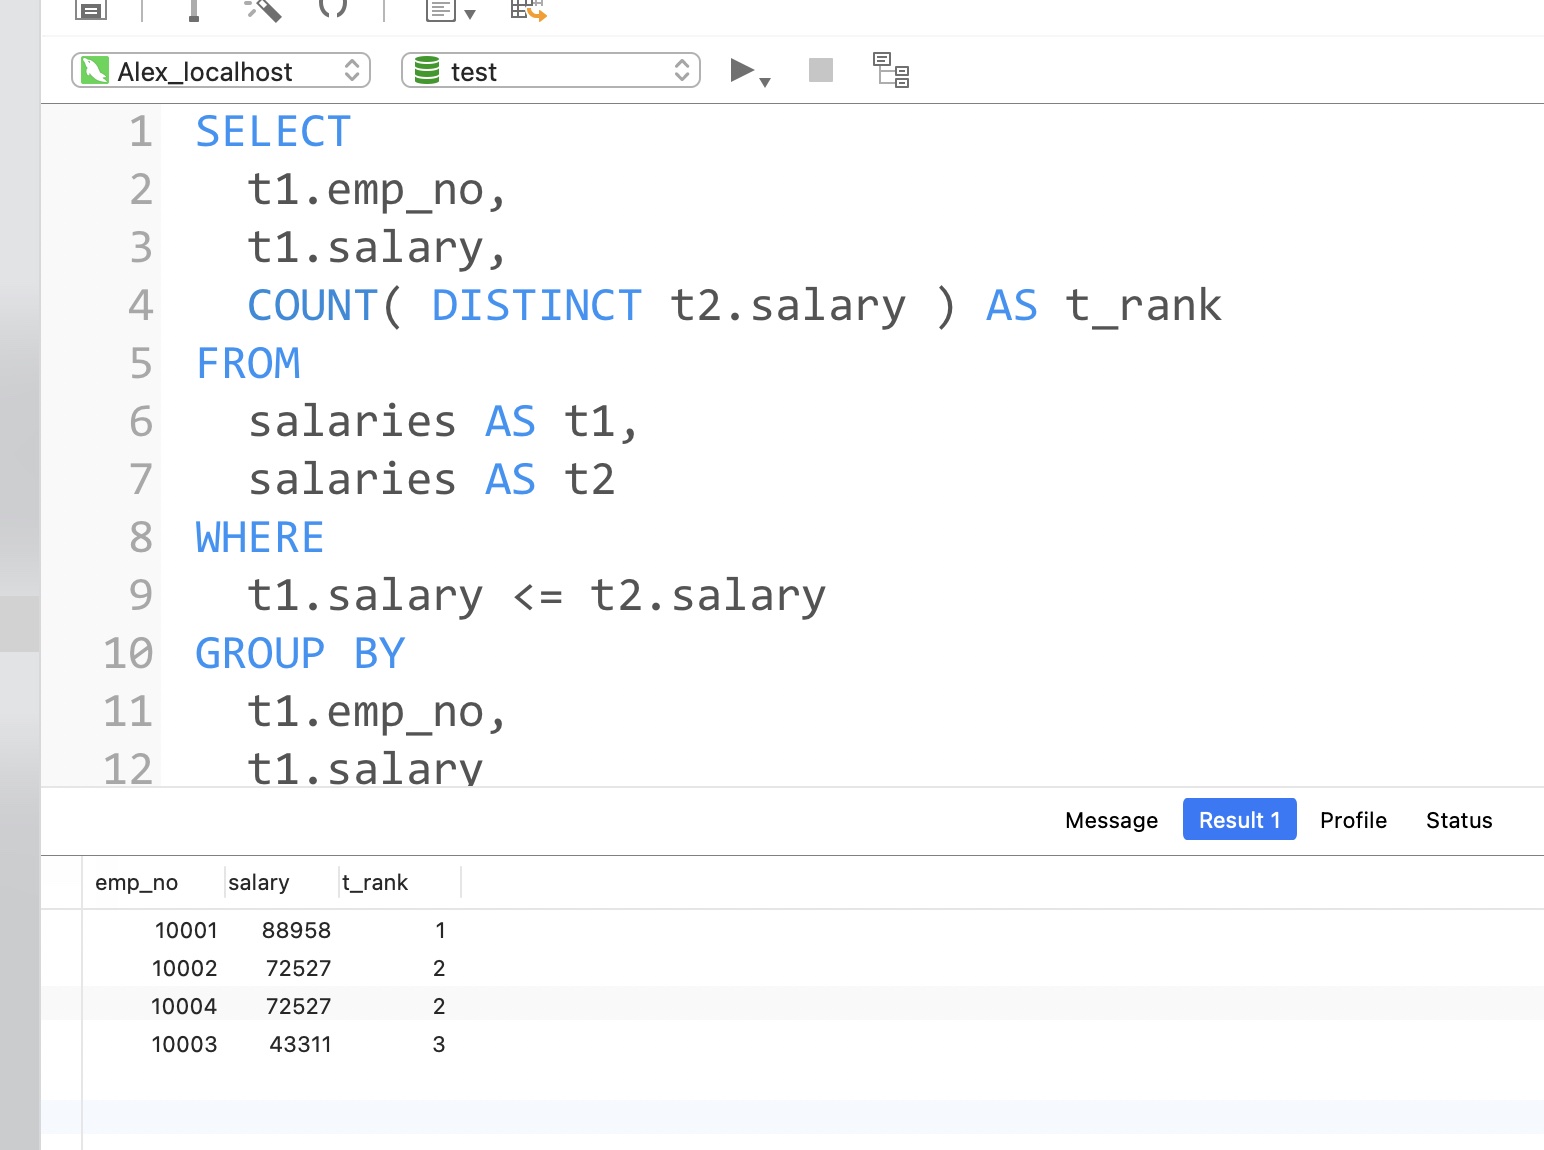 Alex_localhost test
1 SELECT
2 t1.emp_no,
3 t1.salary,
4 COUNT( DISTINCT t2.salary ) AS t_rank
5 FROM
6 salaries AS t1,
7 salaries AS t2
8 WHERE
9 t1.salary <= t2.salary
10 GROUP BY
11 t1.emp_no,
12 t1.salary
Message Result 1 Profile Status
emp_no salary t_rank
10001 88958 1
10002 72527 2
10004 72527 2
10003 43311 3